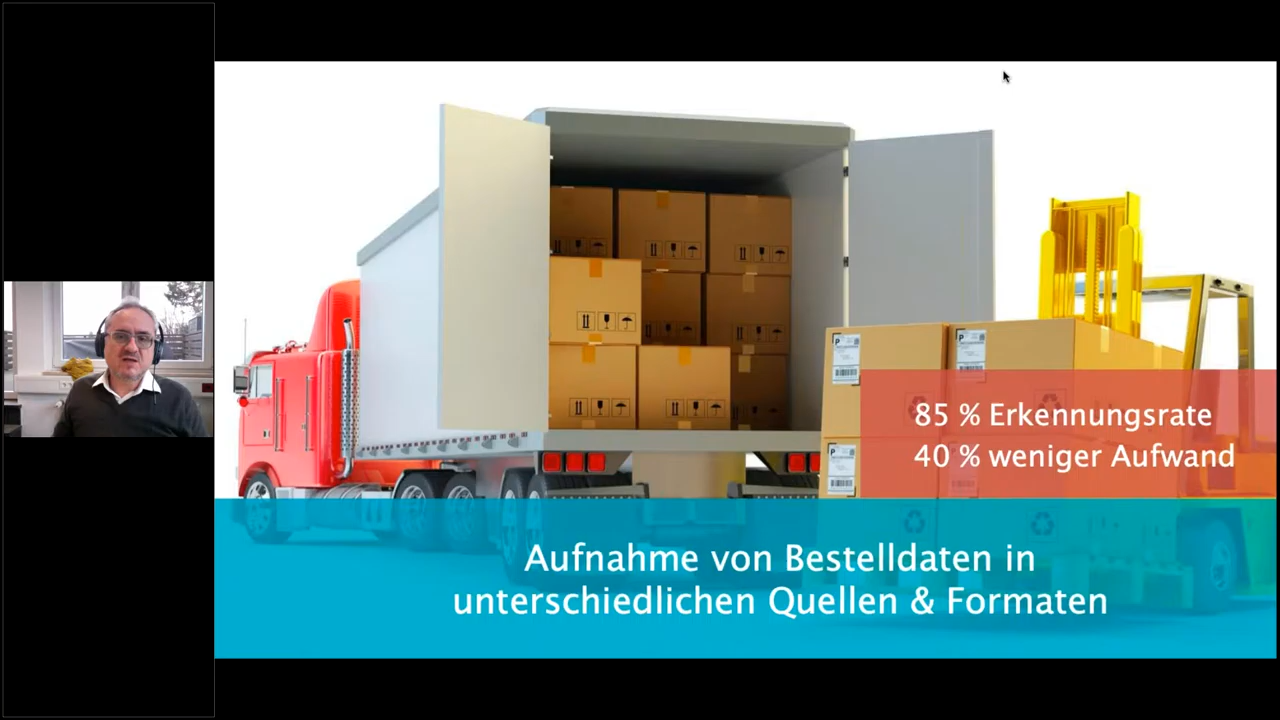 85 % Erkennungsrate
40 % weniger Aufwand
Aufnahme von Bestelldaten in
unterschiedlichen Quellen & Formaten